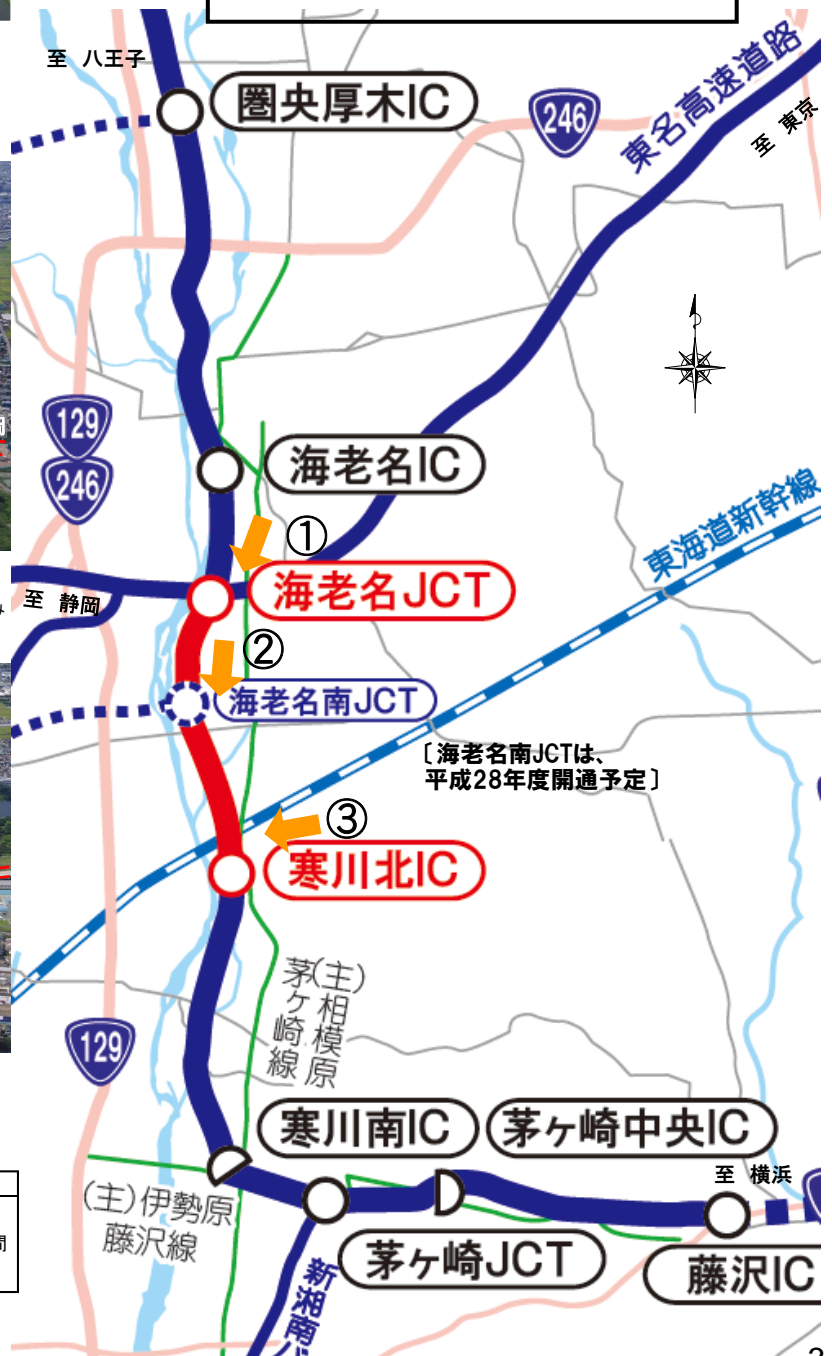 至 八王子
圏央厚木IC
246
東名高速道路
至 東京
129
246
海老名IC
①
東海道新幹線
海老名JCT
至 静岡
②
海老名南JCT
〔海老名南JCTは、
平成28年度開通予定〕
③
寒川北IC
(主)相模原
茅ヶ崎線
129
寒川南IC
茅ヶ崎中央IC
至 横浜
(主)伊勢原
藤沢線
茅ヶ崎JCT
藤沢IC
新湘南